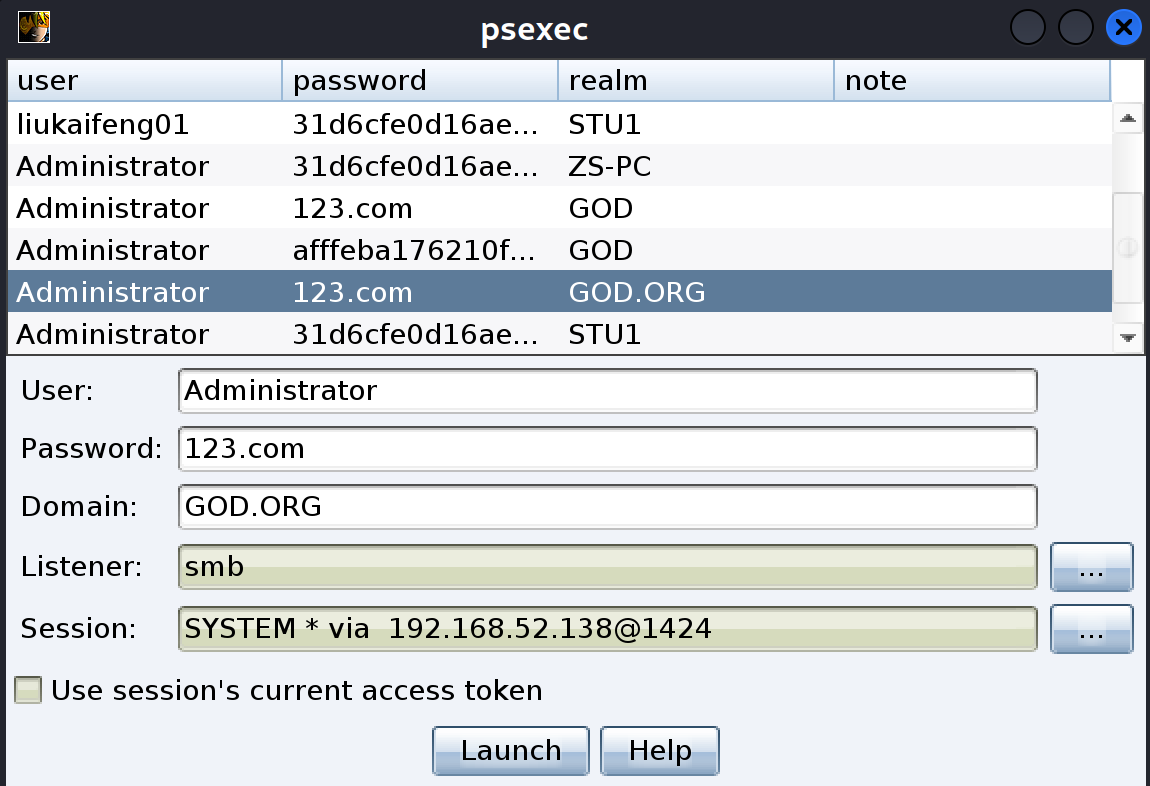 psexec
user password realm note
liukaifeng01 31d6cfe0d16ae... STU1
Administrator 31d6cfe0d16ae... ZS-PC
Administrator 123.com GOD
Administrator afffeba176210f... GOD
Administrator 123.com GOD.ORG
Administrator 31d6cfe0d16ae... STU1
User: Administrator
Password: 123.com
Domain: GOD.ORG
Listener: smb ...
Session: SYSTEM * via 192.168.52.138@1424 ...
Use session's current access token
Launch Help